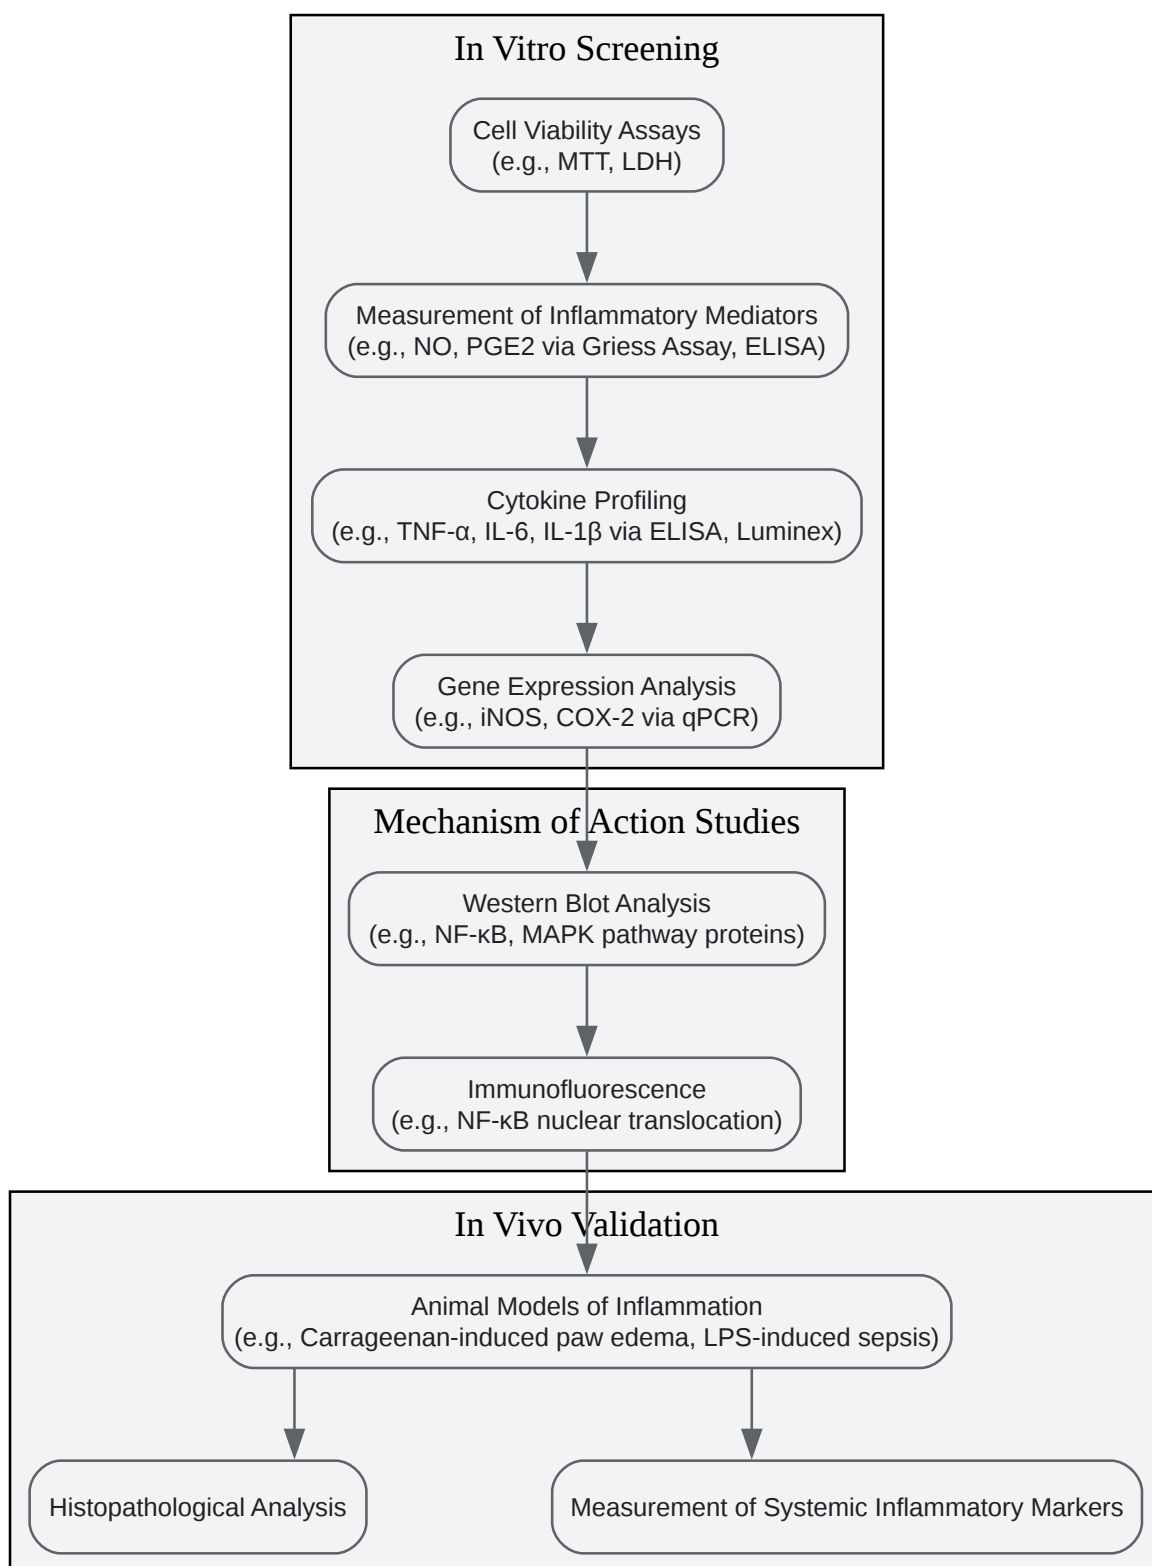 In Vitro Screening
Cell Viability Assays
(e.g., MTT, LDH)
Measurement of Inflammatory Mediators
(e.g., NO, PGE2 via Griess Assay, ELISA)
Cytokine Profiling
(e.g., TNF-α, IL-6, IL-1β via ELISA, Luminex)
Gene Expression Analysis
(e.g., iNOS, COX-2 via qPCR)
Mechanism of Action Studies
Western Blot Analysis
(e.g., NF-κB, MAPK pathway proteins)
Immunofluorescence
(e.g., NF-κB nuclear translocation)
In Vivo Validation
Animal Models of Inflammation
(e.g., Carrageenan-induced paw edema, LPS-induced sepsis)
Histopathological Analysis
Measurement of Systemic Inflammatory Markers